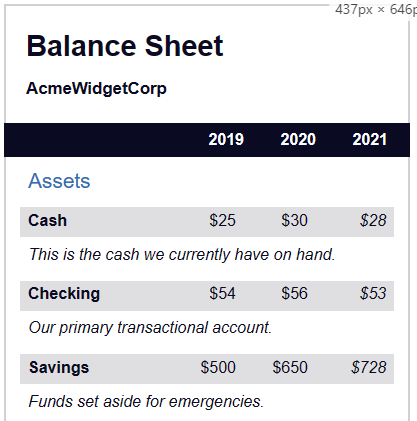 437px × 646p
Balance Sheet
AcmeWidgetCorp
2019 2020 2021
Assets
Cash $25 $30 $28
This is the cash we currently have on hand.
Checking $54 $56 $53
Our primary transactional account.
Savings $500 $650 $728
Funds set aside for emergencies.